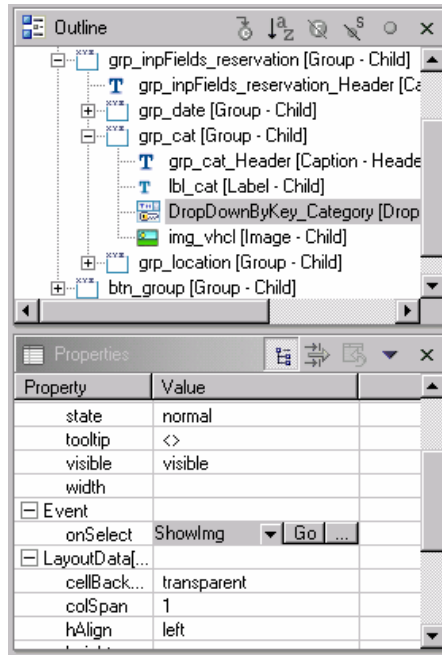 Outline
grp_inpFields_reservation [Group - Child]
T grp_inpFields_reservation_Header [Ca
grp_date [Group - Child]
grp_cat [Group - Child]
T grp_cat_Header [Caption - Heade
T lbl_cat [Label - Child]
DropDownByKey_Category [Drop
img_vhcl [Image - Child]
grp_location [Group - Child]
btn_group [Group - Child]
Properties
Property Value
state normal
tooltip <>
visible visible
width
Event
onSelect ShowImg Go ...
LayoutData[...
cellBack... transparent
colSpan 1
hAlign left